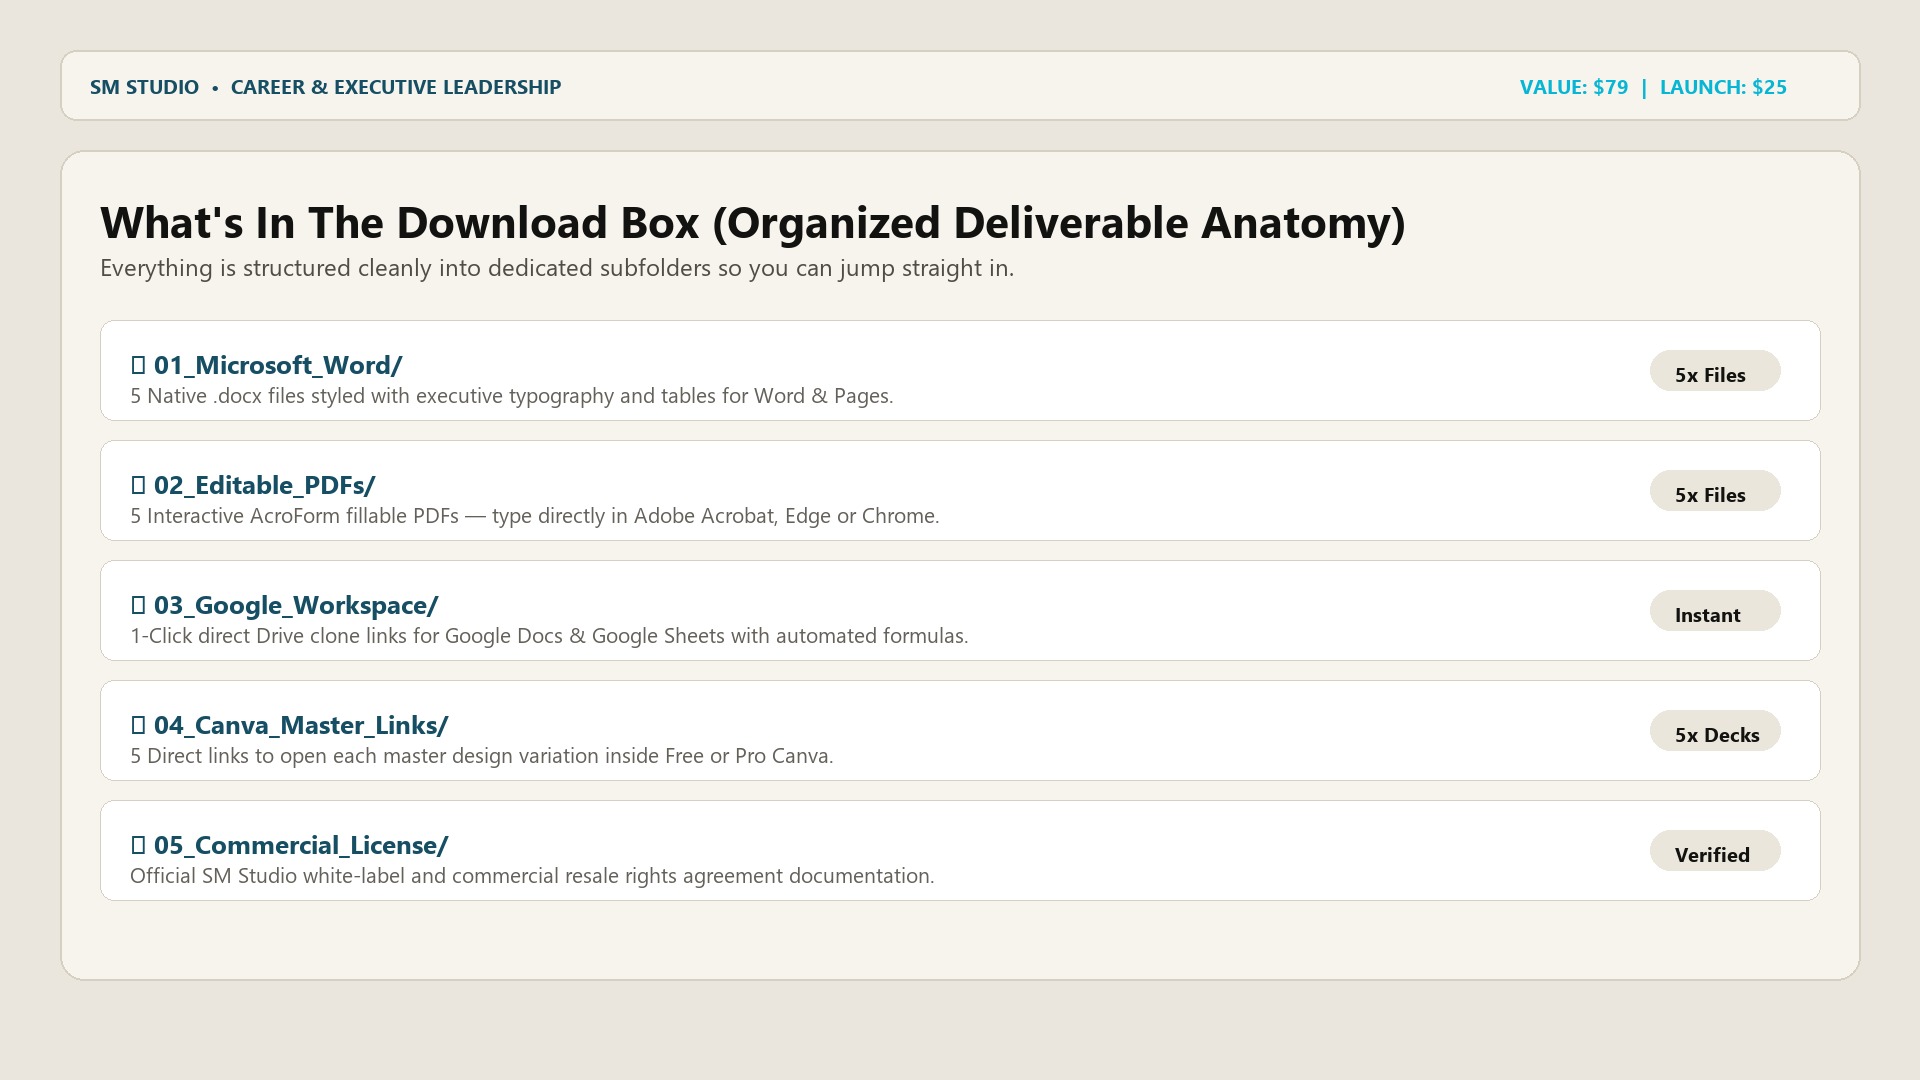 SM STUDIO • CAREER & EXECUTIVE LEADERSHIP
VALUE: $79 | LAUNCH: $25
What's In The Download Box (Organized Deliverable Anatomy)
Everything is structured cleanly into dedicated subfolders so you can jump straight in.
01_Microsoft_Word/
5 Native .docx files styled with executive typography and tables for Word & Pages.
5x Files
02_Editable_PDFs/
5 Interactive AcroForm fillable PDFs — type directly in Adobe Acrobat, Edge or Chrome.
5x Files
03_Google_Workspace/
1-Click direct Drive clone links for Google Docs & Google Sheets with automated formulas.
Instant
04_Canva_Master_Links/
5 Direct links to open each master design variation inside Free or Pro Canva.
5x Decks
05_Commercial_License/
Official SM Studio white-label and commercial resale rights agreement documentation.
Verified